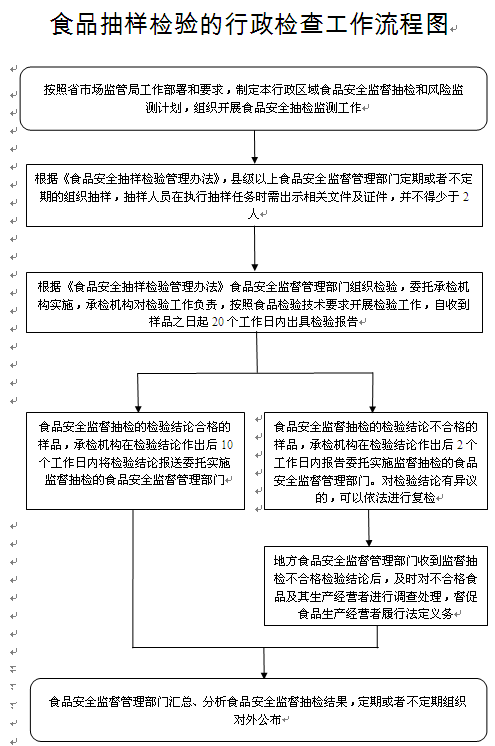 食品抽样检验的行政检查工作流程图
按照省市场监管局工作部署和要求，制定本行政区域食品安全监督抽检和风险监
测计划，组织开展食品安全抽检监测工作
根据《食品安全抽样检验管理办法》，县级以上食品安全监督管理部门定期或者不定
期的组织抽样，抽样人员在执行抽样任务时需出示相关文件及证件，并不得少于2
人
根据《食品安全抽样检验管理办法》食品安全监督管理部门组织检验，委托承检机
构实施，承检机构对检验工作负责，按照食品检验技术要求开展检验工作，自收到
样品之日起20个工作日内出具检验报告
食品安全监督抽检的检验结论合格的
样品，承检机构在检验结论作出后10
个工作日内将检验结论报送委托实施
监督抽检的食品安全监督管理部门
食品安全监督抽检的检验结论不合格的
样品，承检机构在检验结论作出后2个
工作日内报告委托实施监督抽检的食品
安全监督管理部门。对检验结论有异议
的，可以依法进行复检
地方食品安全监督管理部门收到监督抽
检不合格检验结论后，及时对不合格食
品及其生产经营者进行调查处理，督促
食品生产经营者履行法定义务
食品安全监督管理部门汇总、分析食品安全监督抽检结果，定期或者不定期组织
对外公布